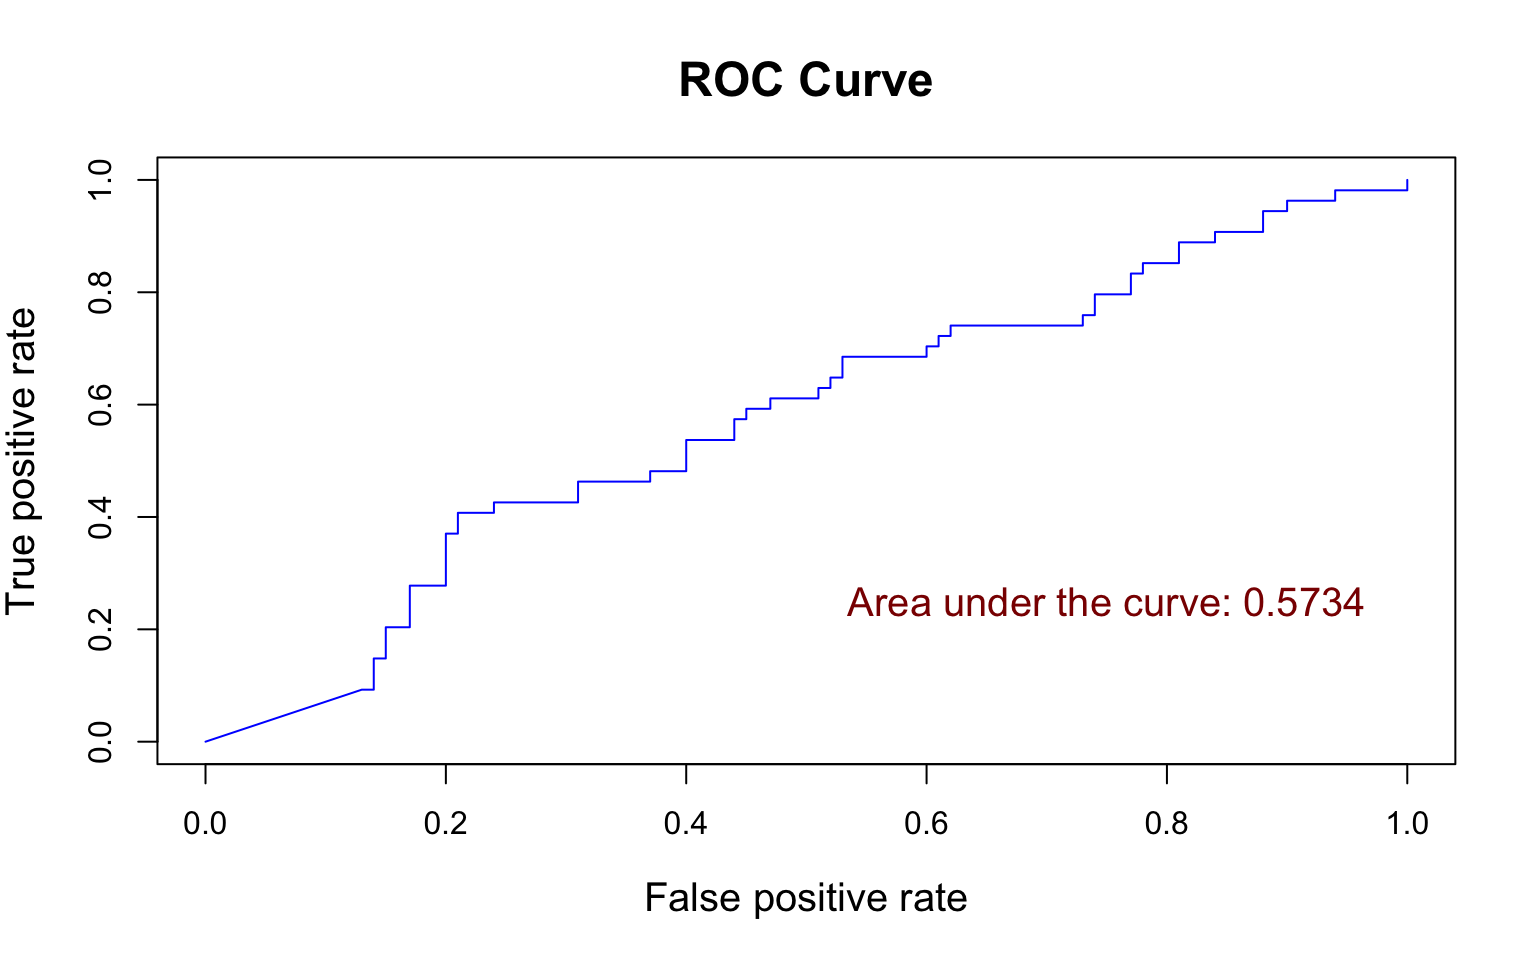 ROC Curve
True positive rate
1.0
0.8
0.6
0.4
0.2
0.0
Area under the curve: 0.5734
0.0 0.2 0.4 0.6 0.8 1.0
False positive rate